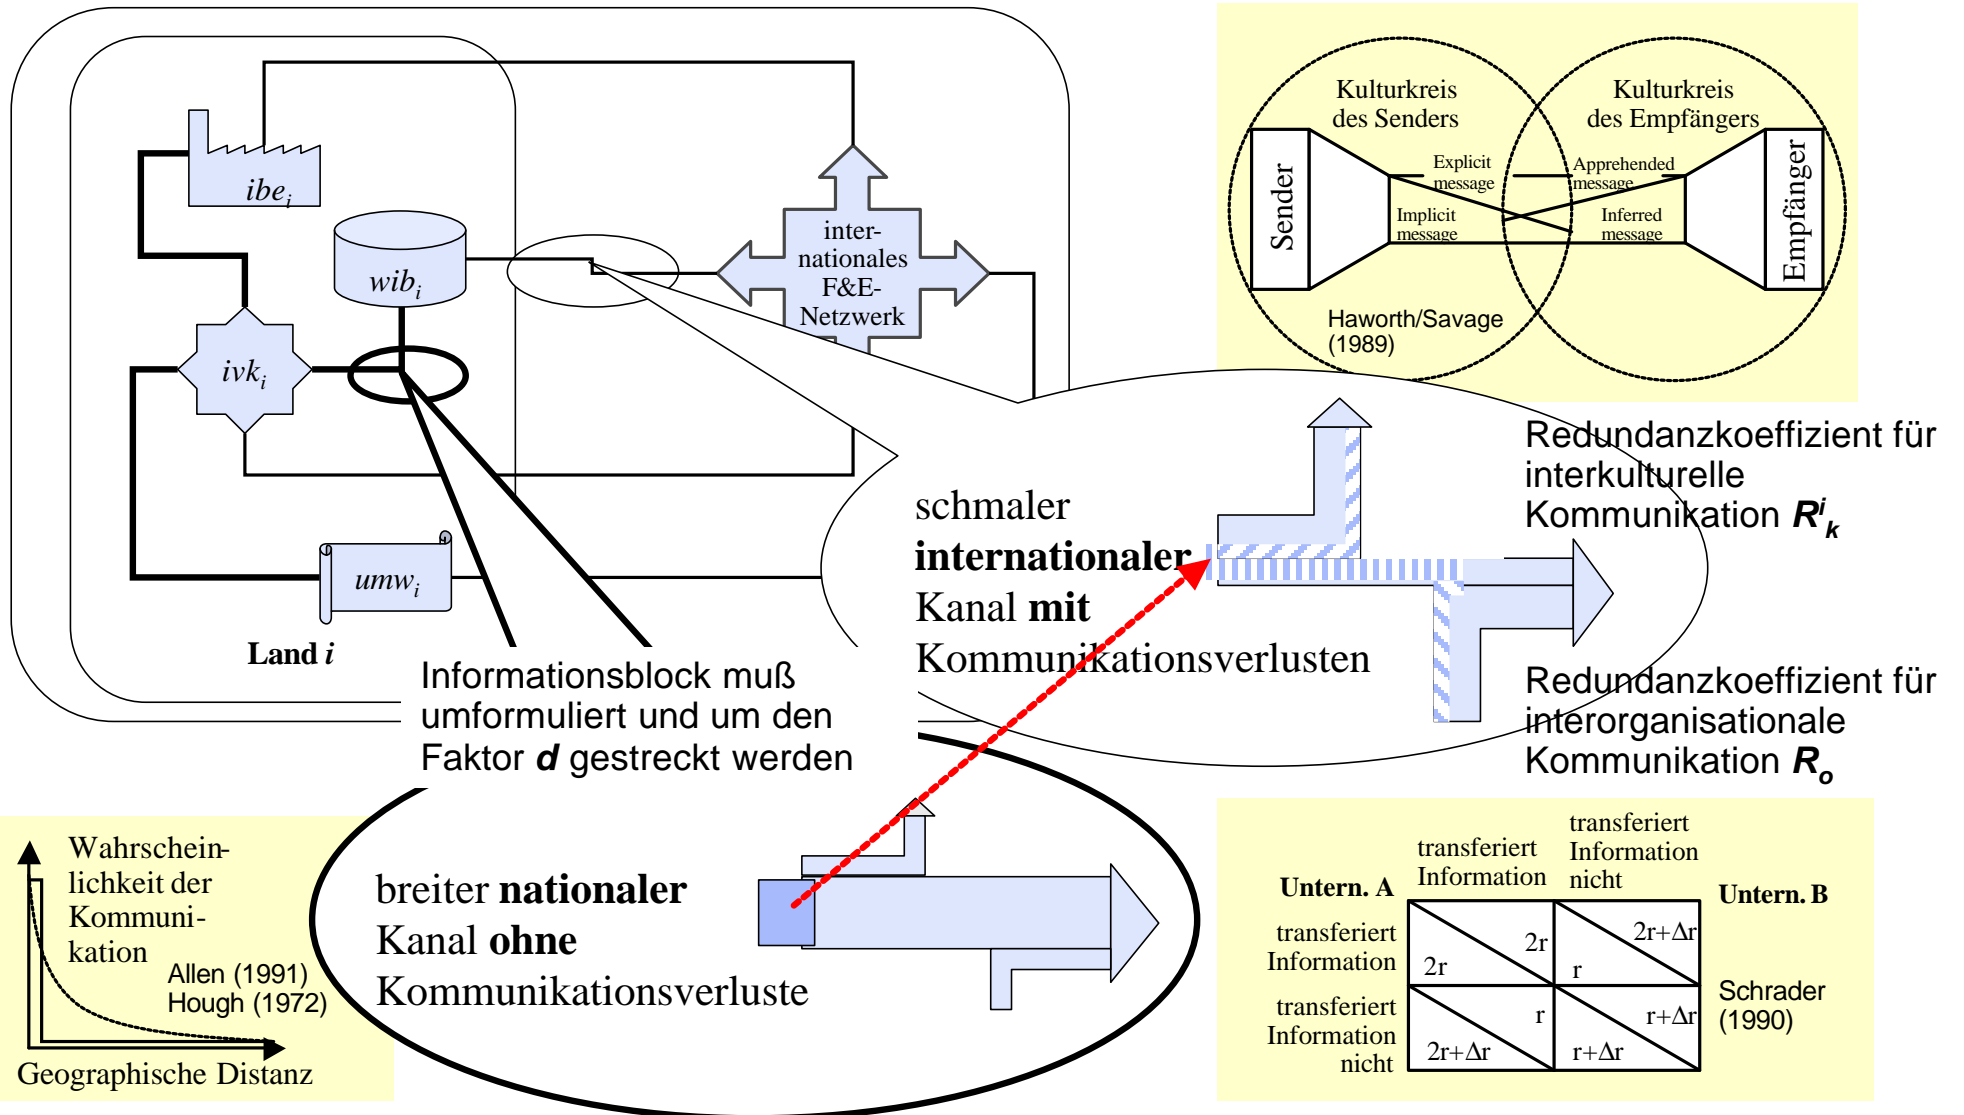 ibe_i
wib_i
ivk_i
umw_i
Land i
inter-
nationales
F&E-
Netzwerk
Kulturkreis
des Senders
Kulturkreis
des Empfängers
Sender
Empfänger
Explicit
message
Apprehended
message
Implicit
message
Inferred
message
Haworth/Savage
(1989)
Redundanzkoeffizient für
interkulturelle
Kommunikation R^i_k
schmaler
internationaler
Kanal mit
Kommunikationsverlusten
Redundanzkoeffizient für
interorganisationale
Kommunikation R_o
Informationsblock muß
umformuliert und um den
Faktor d gestreckt werden
breiter nationaler
Kanal ohne
Kommunikationsverluste
Wahrschein-
lichkeit der
Kommuni-
kation
Allen (1991)
Hough (1972)
Geographische Distanz
transferiert
Information
transferiert
Information
nicht
Untern. A
Untern. B
transferiert
Information
2r
2r
r
2r+Δr
transferiert
Information
nicht
2r+Δr
r
r+Δr
r+Δr
Schrader
(1990)